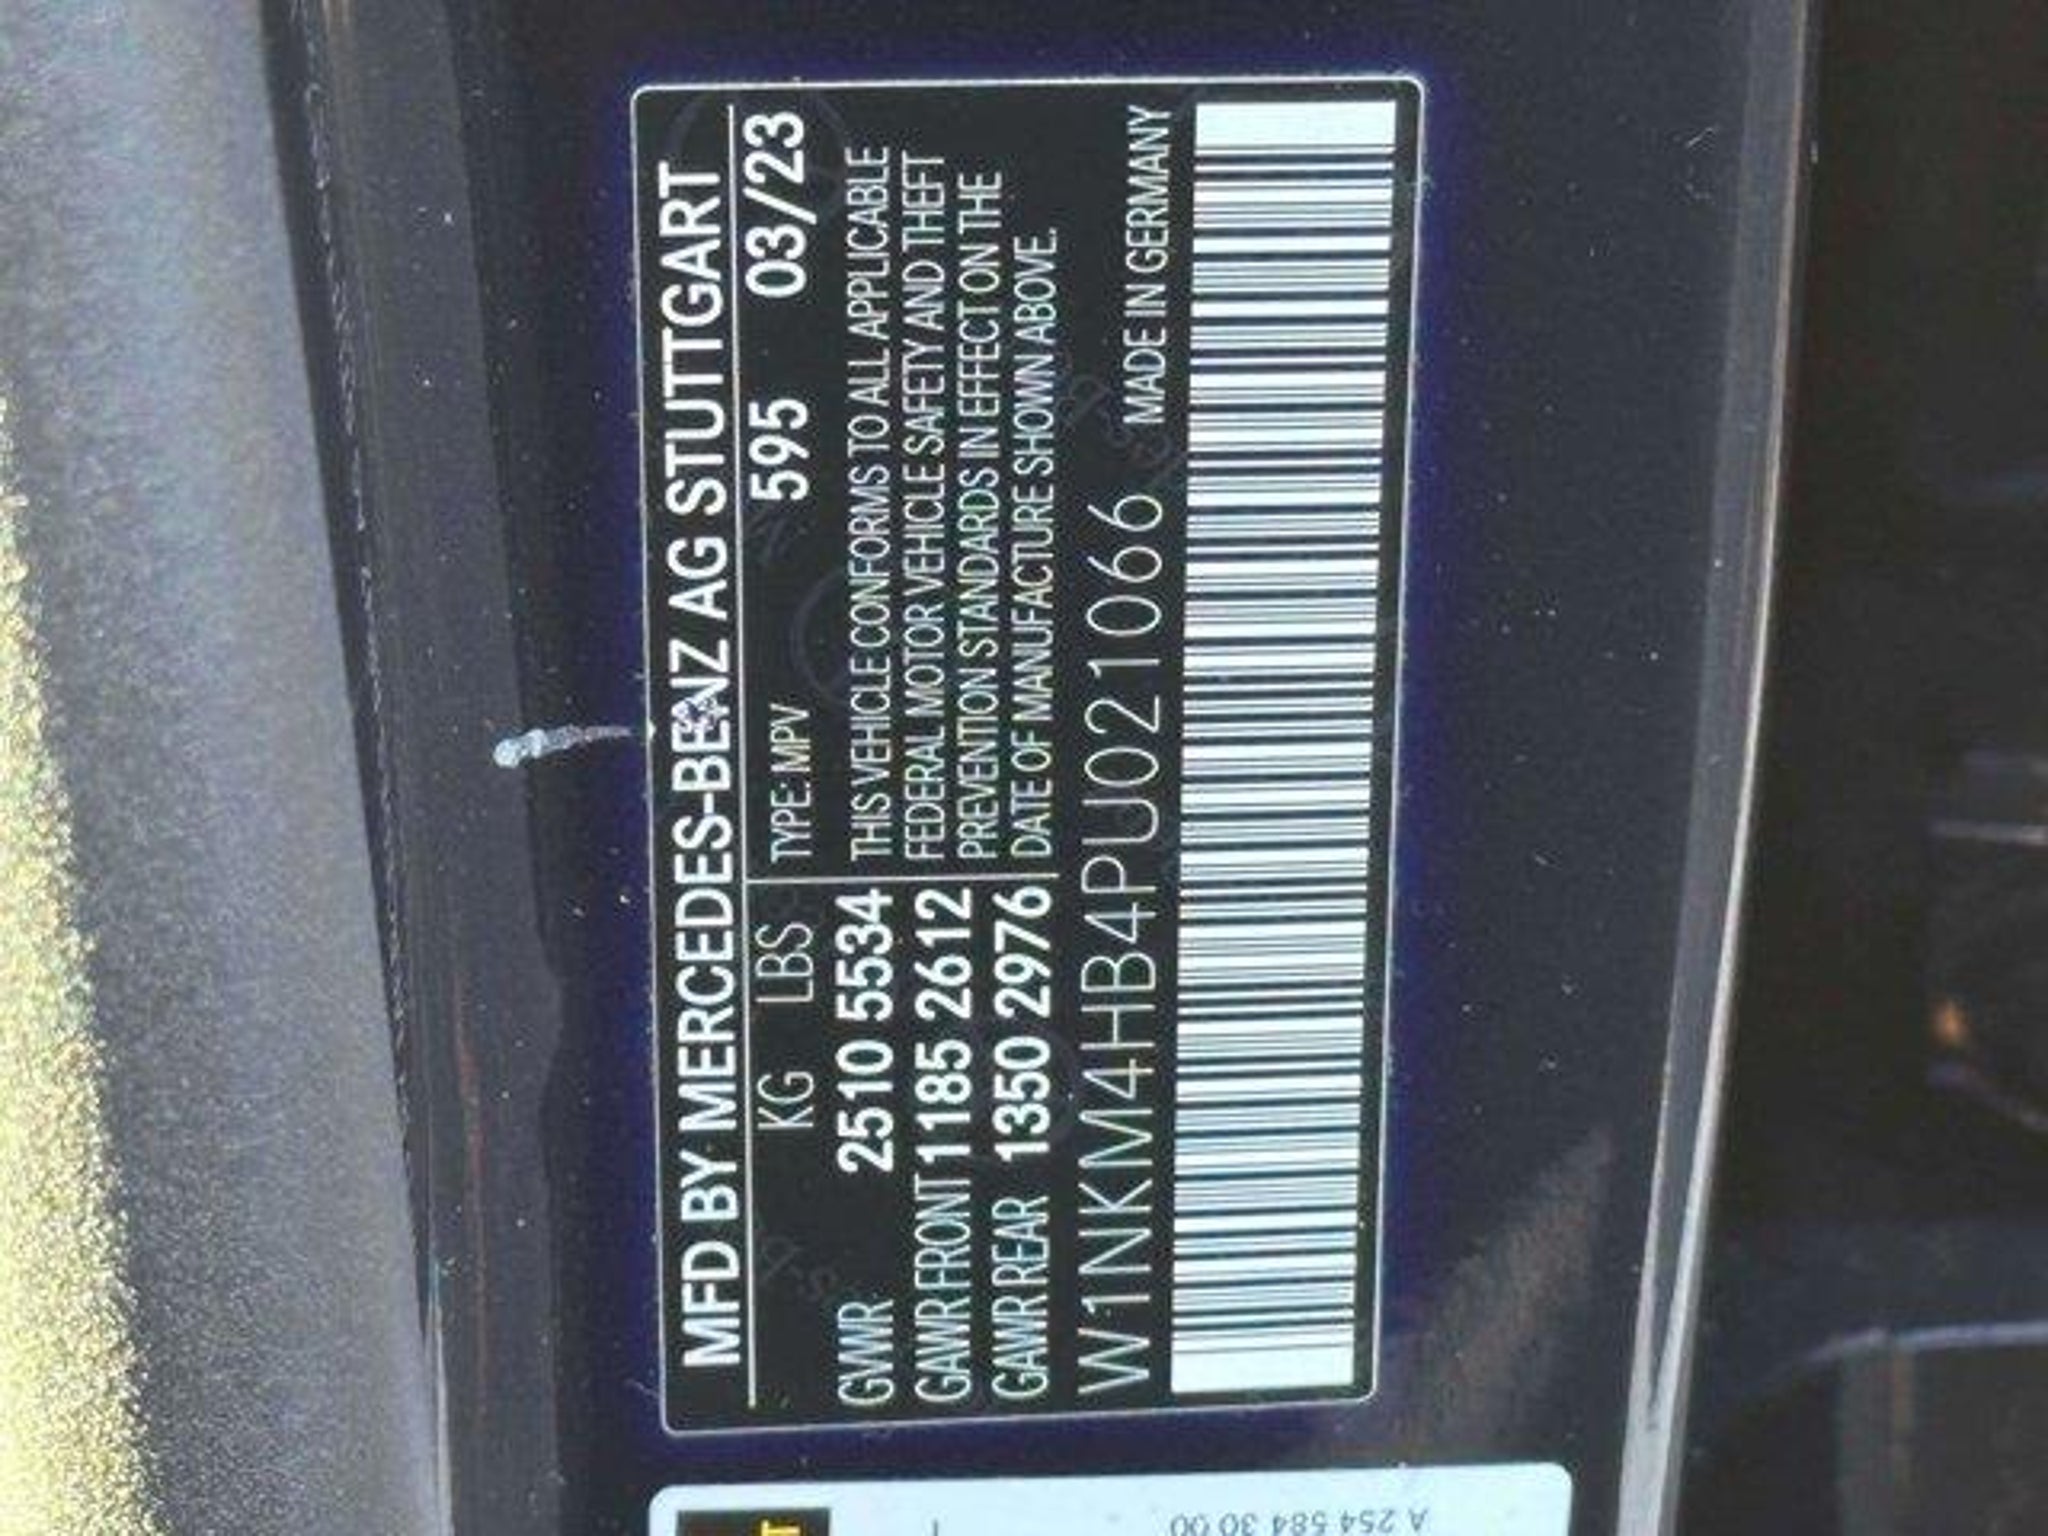 MFD BY MERCEDES-BENZ AG STUTTGART
KG LBS TYPE: MPV 595 03/23
GWWR 2510 5534 THIS VEHICLE CONFORMS TO ALL APPLICABLE
GAWR FRONT 1185 2612 FEDERAL MOTOR VEHICLE SAFETY AND THEFT
PREVENTION STANDARDS IN EFFECT ON THE
GAWR REAR 1350 2976 DATE OF MANUFACTURE SHOWN ABOVE.
W1NKM4HB4PU021066 MADE IN GERMANY
A 254 584 30 00